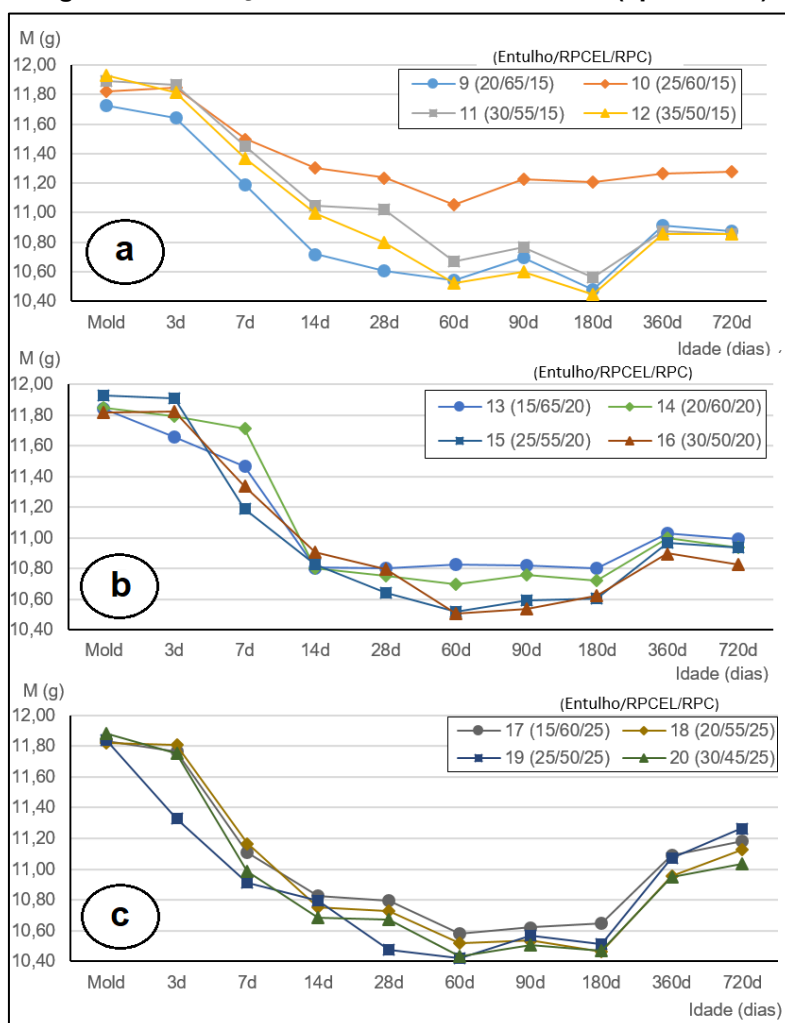 M (g)
(Entulho/RPCEL/RPC)
9 (20/65/15) 10 (25/60/15)
11 (30/55/15) 12 (35/50/15)
12,00
11,80
11,60
11,40
11,20
11,00
10,80
10,60
10,40
a
Mold 3d 7d 14d 28d 60d 90d 180d 360d 720d
Idade (dias)
M (g)
(Entulho/RPCEL/RPC)
13 (15/65/20) 14 (20/60/20)
15 (25/55/20) 16 (30/50/20)
12,00
11,80
11,60
11,40
11,20
11,00
10,80
10,60
10,40
b
Mold 3d 7d 14d 28d 60d 90d 180d 360d 720d
Idade (dias)
M (g)
(Entulho/RPCEL/RPC)
17 (15/60/25) 18 (20/55/25)
19 (25/50/25) 20 (30/45/25)
12,00
11,80
11,60
11,40
11,20
11,00
10,80
10,60
10,40
c
Mold 3d 7d 14d 28d 60d 90d 180d 360d 720d
Idade (dias)